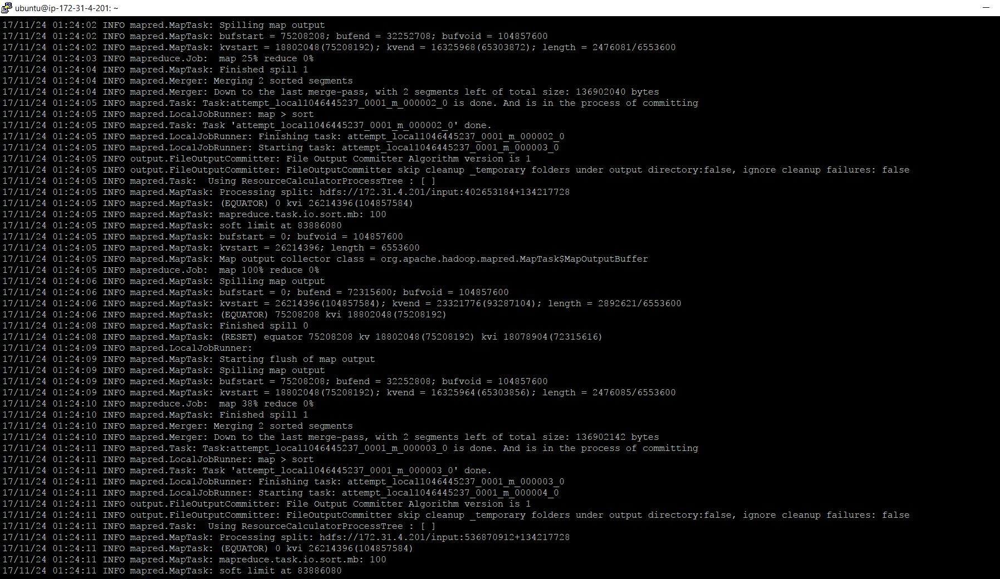 ubuntu@ip-172-31-4-201: ~
17/11/24 01:24:02 INFO mapred.MapTask: Spilling map output
17/11/24 01:24:02 INFO mapred.MapTask: bufstart = 75208208; bufend = 32252708; bufvoid = 104857600
17/11/24 01:24:02 INFO mapred.MapTask: kvstart = 18802048(75208192); kvend = 16325968(65303872); length = 2476081/6553600
17/11/24 01:24:03 INFO mapreduce.Job:  map 25% reduce 0%
17/11/24 01:24:04 INFO mapred.MapTask: Finished spill 1
17/11/24 01:24:04 INFO mapred.Merger: Merging 2 sorted segments
17/11/24 01:24:04 INFO mapred.Merger: Down to the last merge-pass, with 2 segments left of total size: 136902040 bytes
17/11/24 01:24:05 INFO mapred.Task: Task:attempt_local1046445237_0001_m_000002_0 is done. And is in the process of committing
17/11/24 01:24:05 INFO mapred.LocalJobRunner: map > sort
17/11/24 01:24:05 INFO mapred.Task: Task 'attempt_local1046445237_0001_m_000002_0' done.
17/11/24 01:24:05 INFO mapred.LocalJobRunner: Finishing task: attempt_local1046445237_0001_m_000002_0
17/11/24 01:24:05 INFO mapred.LocalJobRunner: Starting task: attempt_local1046445237_0001_m_000003_0
17/11/24 01:24:05 INFO output.FileOutputCommitter: File Output Committer Algorithm version is 1
17/11/24 01:24:05 INFO output.FileOutputCommitter: FileOutputCommitter skip cleanup _temporary folders under output directory:false, ignore cleanup failures: false
17/11/24 01:24:05 INFO mapred.Task:  Using ResourceCalculatorProcessTree : [ ]
17/11/24 01:24:05 INFO mapred.MapTask: Processing split: hdfs://172.31.4.201/input:402653184+134217728
17/11/24 01:24:05 INFO mapred.MapTask: (EQUATOR) 0 kvi 26214396(104857584)
17/11/24 01:24:05 INFO mapred.MapTask: mapreduce.task.io.sort.mb: 100
17/11/24 01:24:05 INFO mapred.MapTask: soft limit at 83886080
17/11/24 01:24:05 INFO mapred.MapTask: bufstart = 0; bufvoid = 104857600
17/11/24 01:24:05 INFO mapred.MapTask: kvstart = 26214396; length = 6553600
17/11/24 01:24:05 INFO mapred.MapTask: Map output collector class = org.apache.hadoop.mapred.MapTask$MapOutputBuffer
17/11/24 01:24:05 INFO mapreduce.Job:  map 100% reduce 0%
17/11/24 01:24:06 INFO mapred.MapTask: Spilling map output
17/11/24 01:24:06 INFO mapred.MapTask: bufstart = 0; bufend = 72315600; bufvoid = 104857600
17/11/24 01:24:06 INFO mapred.MapTask: kvstart = 26214396(104857584); kvend = 23321776(93287104); length = 2892621/6553600
17/11/24 01:24:06 INFO mapred.MapTask: (EQUATOR) 75208208 kvi 18802048(75208192)
17/11/24 01:24:08 INFO mapred.MapTask: Finished spill 0
17/11/24 01:24:08 INFO mapred.MapTask: (RESET) equator 75208208 kv 18802048(75208192) kvi 18078904(72315616)
17/11/24 01:24:09 INFO mapred.LocalJobRunner:
17/11/24 01:24:09 INFO mapred.MapTask: Starting flush of map output
17/11/24 01:24:09 INFO mapred.MapTask: Spilling map output
17/11/24 01:24:09 INFO mapred.MapTask: bufstart = 75208208; bufend = 32252808; bufvoid = 104857600
17/11/24 01:24:09 INFO mapred.MapTask: kvstart = 18802048(75208192); kvend = 16325964(65303856); length = 2476085/6553600
17/11/24 01:24:10 INFO mapreduce.Job:  map 38% reduce 0%
17/11/24 01:24:10 INFO mapred.MapTask: Finished spill 1
17/11/24 01:24:10 INFO mapred.Merger: Merging 2 sorted segments
17/11/24 01:24:10 INFO mapred.Merger: Down to the last merge-pass, with 2 segments left of total size: 136902142 bytes
17/11/24 01:24:11 INFO mapred.Task: Task:attempt_local1046445237_0001_m_000003_0 is done. And is in the process of committing
17/11/24 01:24:11 INFO mapred.LocalJobRunner: map > sort
17/11/24 01:24:11 INFO mapred.Task: Task 'attempt_local1046445237_0001_m_000003_0' done.
17/11/24 01:24:11 INFO mapred.LocalJobRunner: Finishing task: attempt_local1046445237_0001_m_000003_0
17/11/24 01:24:11 INFO mapred.LocalJobRunner: Starting task: attempt_local1046445237_0001_m_000004_0
17/11/24 01:24:11 INFO output.FileOutputCommitter: File Output Committer Algorithm version is 1
17/11/24 01:24:11 INFO output.FileOutputCommitter: FileOutputCommitter skip cleanup _temporary folders under output directory:false, ignore cleanup failures: false
17/11/24 01:24:11 INFO mapred.Task:  Using ResourceCalculatorProcessTree : [ ]
17/11/24 01:24:11 INFO mapred.MapTask: Processing split: hdfs://172.31.4.201/input:536870912+134217728
17/11/24 01:24:11 INFO mapred.MapTask: (EQUATOR) 0 kvi 26214396(104857584)
17/11/24 01:24:11 INFO mapred.MapTask: mapreduce.task.io.sort.mb: 100
17/11/24 01:24:11 INFO mapred.MapTask: soft limit at 83886080